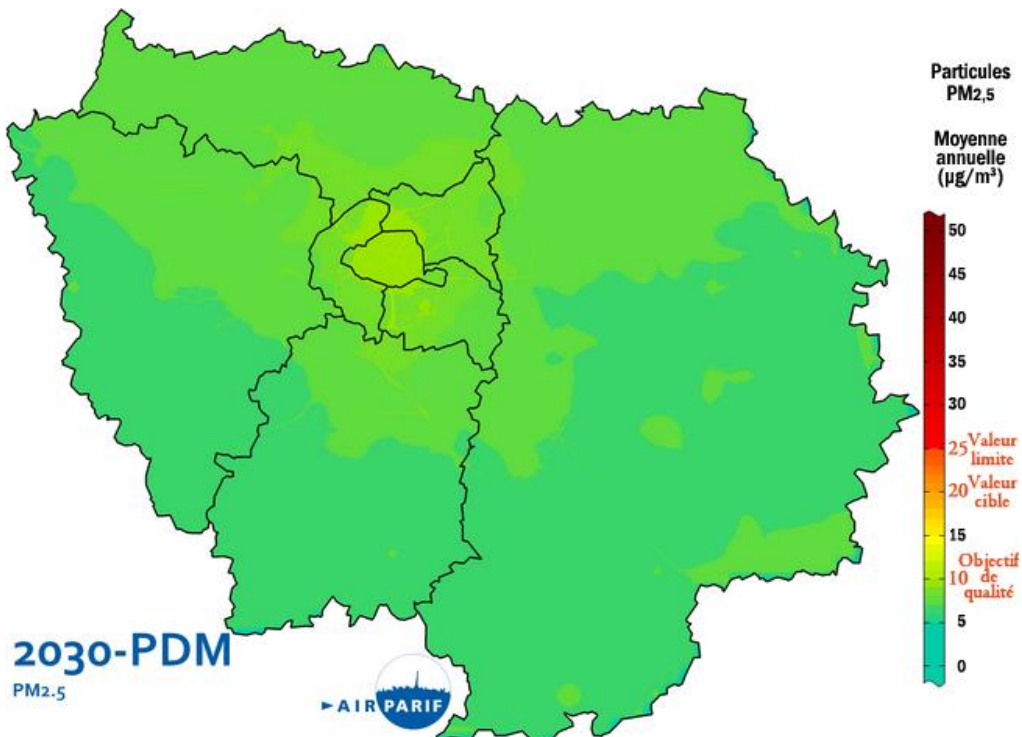 Particules
PM2,5
Moyenne
annuelle
(µg/m³)
50
45
40
35
30
25 Valeur
limite
20 Valeur
cible
15
Objectif
10 de
qualité
5
0
2030-PDM
PM2.5
AIRPARIF